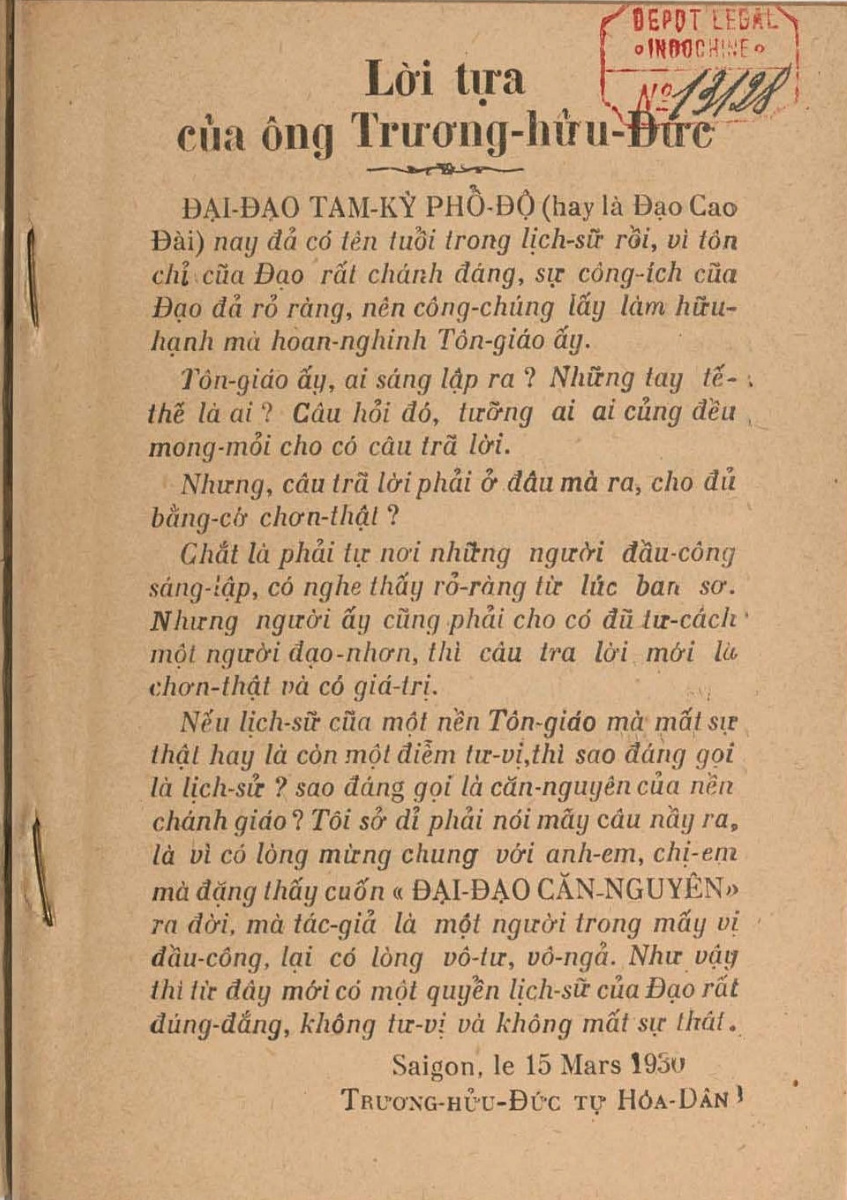 DEPOT LEGAL
INDOCHINE
Nº 13128
Lời tựa
của ông Trương-hửu-Đức
ĐẠI-ĐẠO TAM-KỲ PHỔ-ĐỘ (hay là Đạo Cao
Đài) nay đả có tên tuổi trong lịch-sữ rồi, vì tôn
chỉ cũa Đạo rất chánh đáng, sự công-ích cũa
Đạo đả rỏ ràng, nên công-chúng lấy làm hữu-
hạnh mà hoan-nghinh Tôn-giáo ấy.
Tôn-giáo ấy, ai sáng lập ra ? Những tay tế-
thế là ai ? Câu hỏi đó, tưỡng ai ai củng đều
mong-mỏi cho có câu trã lời.
Nhưng, câu trã lời phải ở đâu mà ra, cho đủ
bằng-cớ chơn-thật ?
Chắt là phải tự nơi những người đầu-công
sáng-lập, có nghe thấy rỏ-ràng từ lúc ban sơ.
Nhưng người ấy cũng phải cho có đũ tư-cách
một người đạo-nhơn, thì câu tra lời mới là
chơn-thật và có giá-trị.
Nếu lịch-sữ cũa một nền Tôn-giáo mà mất sự
thật hay là còn một điễm tư-vị,thì sao đáng gọi
là lịch-sử ? sao đáng gọi là căn-nguyên của nền
chánh giáo ? Tôi sở dỉ phải nói mãy câu nầy ra,
là vì có lòng mừng chung với anh-em, chị-em
mà đặng thấy cuốn « ĐẠI-ĐẠO CĂN-NGUYÊN»
ra đời, mà tác-giả là một người trong mấy vị
đầu-công, lại có lòng vô-tư, vô-ngả. Như vậy
thì từ đây mới có một quyển lịch-sữ của Đạo rất
đúng-đắng, không tư-vị và không mất sự thât.
Saigon, le 15 Mars 1930
TRƯƠNG-HỬU-ĐỨC TỰ HÓA-DÂN